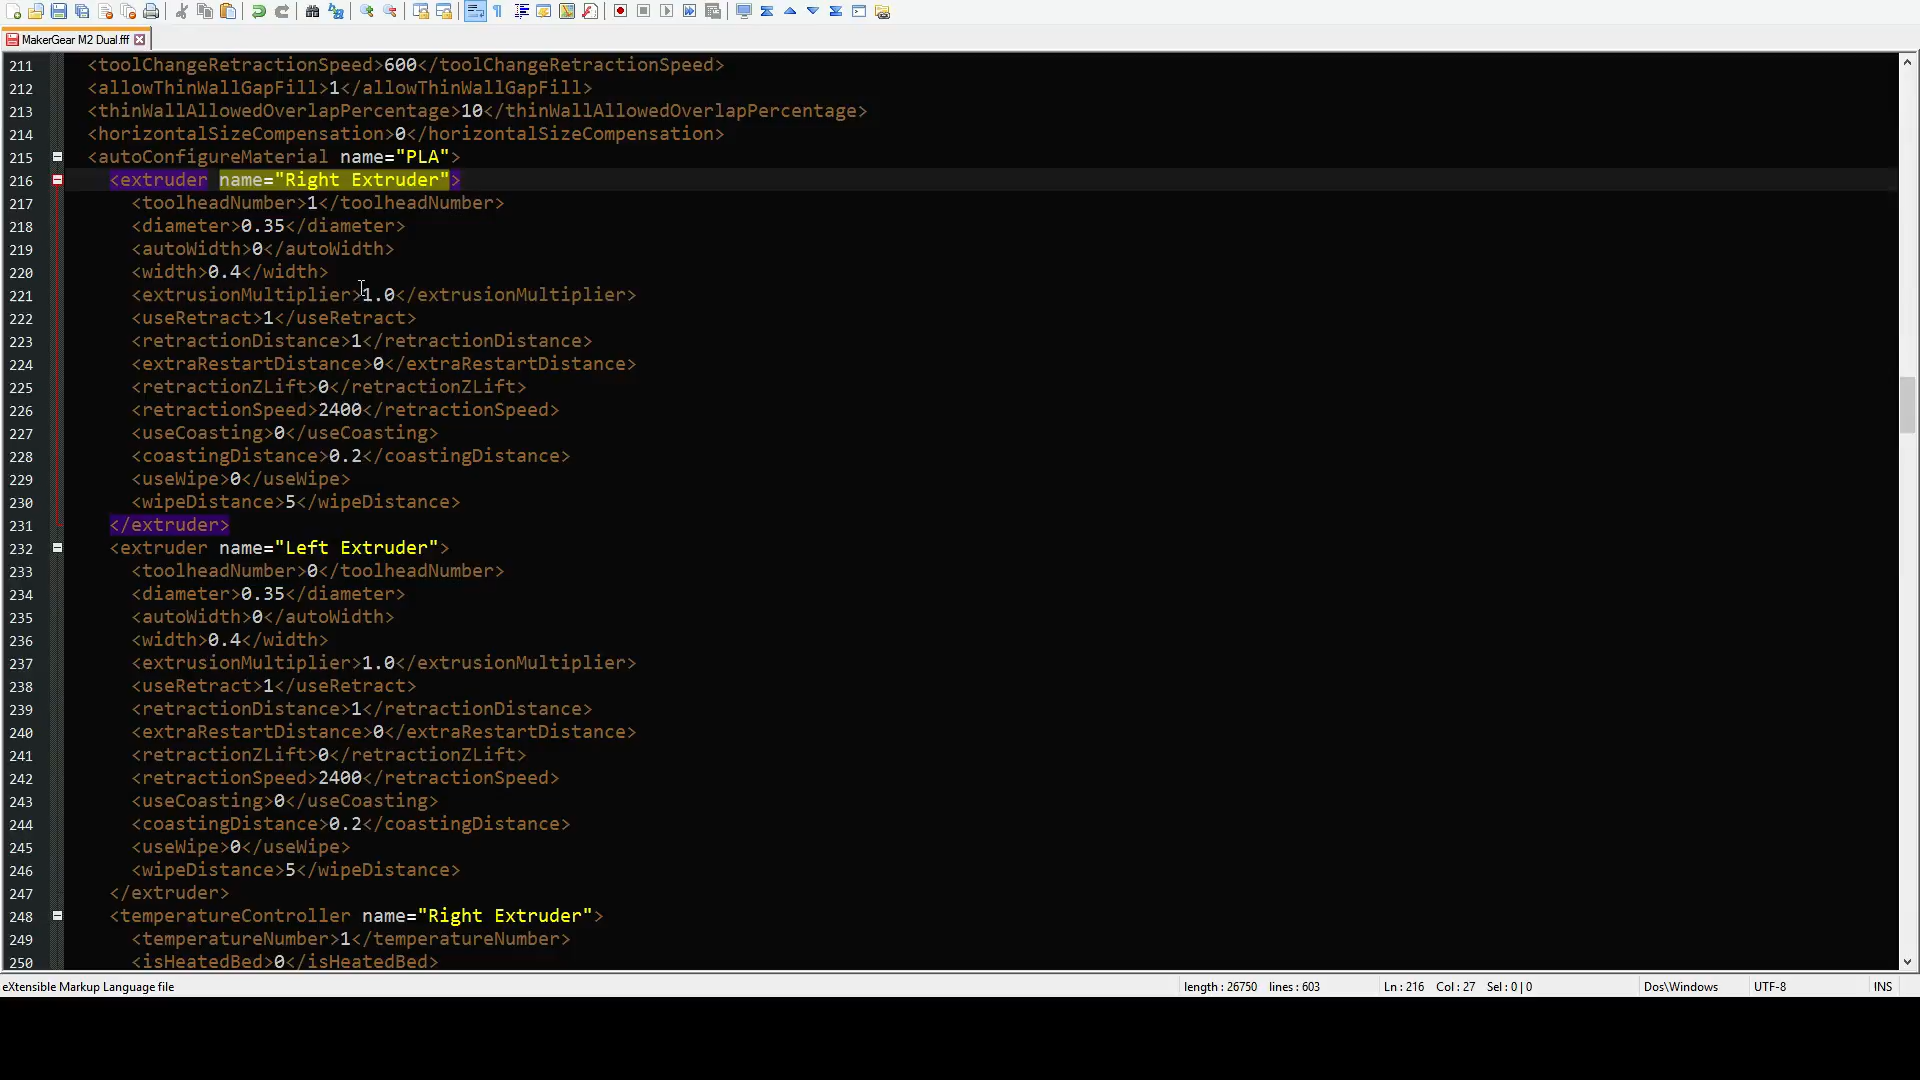 MakerGear M2 Dual.fff
211 <toolChangeRetractionSpeed>600</toolChangeRetractionSpeed>
212 <allowThinWallGapFill>1</allowThinWallGapFill>
213 <thinWallAllowedOverlapPercentage>10</thinWallAllowedOverlapPercentage>
214 <horizontalSizeCompensation>0</horizontalSizeCompensation>
215 <autoConfigureMaterial name="PLA">
216 <extruder name="Right Extruder">
217 <toolheadNumber>1</toolheadNumber>
218 <diameter>0.35</diameter>
219 <autoWidth>0</autoWidth>
220 <width>0.4</width>
221 <extrusionMultiplier>1.0</extrusionMultiplier>
222 <useRetract>1</useRetract>
223 <retractionDistance>1</retractionDistance>
224 <extraRestartDistance>0</extraRestartDistance>
225 <retractionZLift>0</retractionZLift>
226 <retractionSpeed>2400</retractionSpeed>
227 <useCoasting>0</useCoasting>
228 <coastingDistance>0.2</coastingDistance>
229 <useWipe>0</useWipe>
230 <wipeDistance>5</wipeDistance>
231 </extruder>
232 <extruder name="Left Extruder">
233 <toolheadNumber>0</toolheadNumber>
234 <diameter>0.35</diameter>
235 <autoWidth>0</autoWidth>
236 <width>0.4</width>
237 <extrusionMultiplier>1.0</extrusionMultiplier>
238 <useRetract>1</useRetract>
239 <retractionDistance>1</retractionDistance>
240 <extraRestartDistance>0</extraRestartDistance>
241 <retractionZLift>0</retractionZLift>
242 <retractionSpeed>2400</retractionSpeed>
243 <useCoasting>0</useCoasting>
244 <coastingDistance>0.2</coastingDistance>
245 <useWipe>0</useWipe>
246 <wipeDistance>5</wipeDistance>
247 </extruder>
248 <temperatureController name="Right Extruder">
249 <temperatureNumber>1</temperatureNumber>
250 <isHeatedBed>0</isHeatedBed>
eXtensible Markup Language file length : 26750 lines : 603 Ln : 216 Col : 27 Sel : 0 | 0 Dos\Windows UTF-8 INS